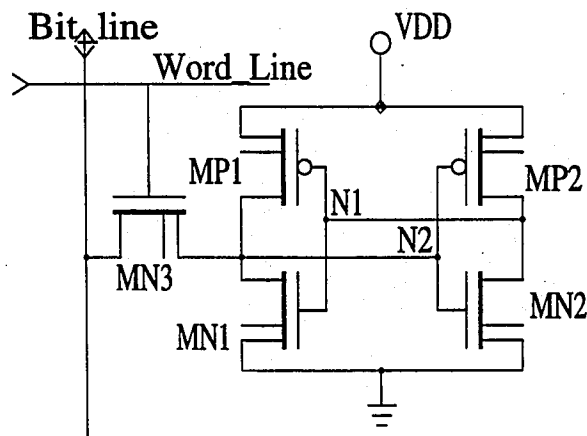 Bit_line
VDD
Word_Line
MP1
MP2
N1
N2
MN3
MN1
MN2